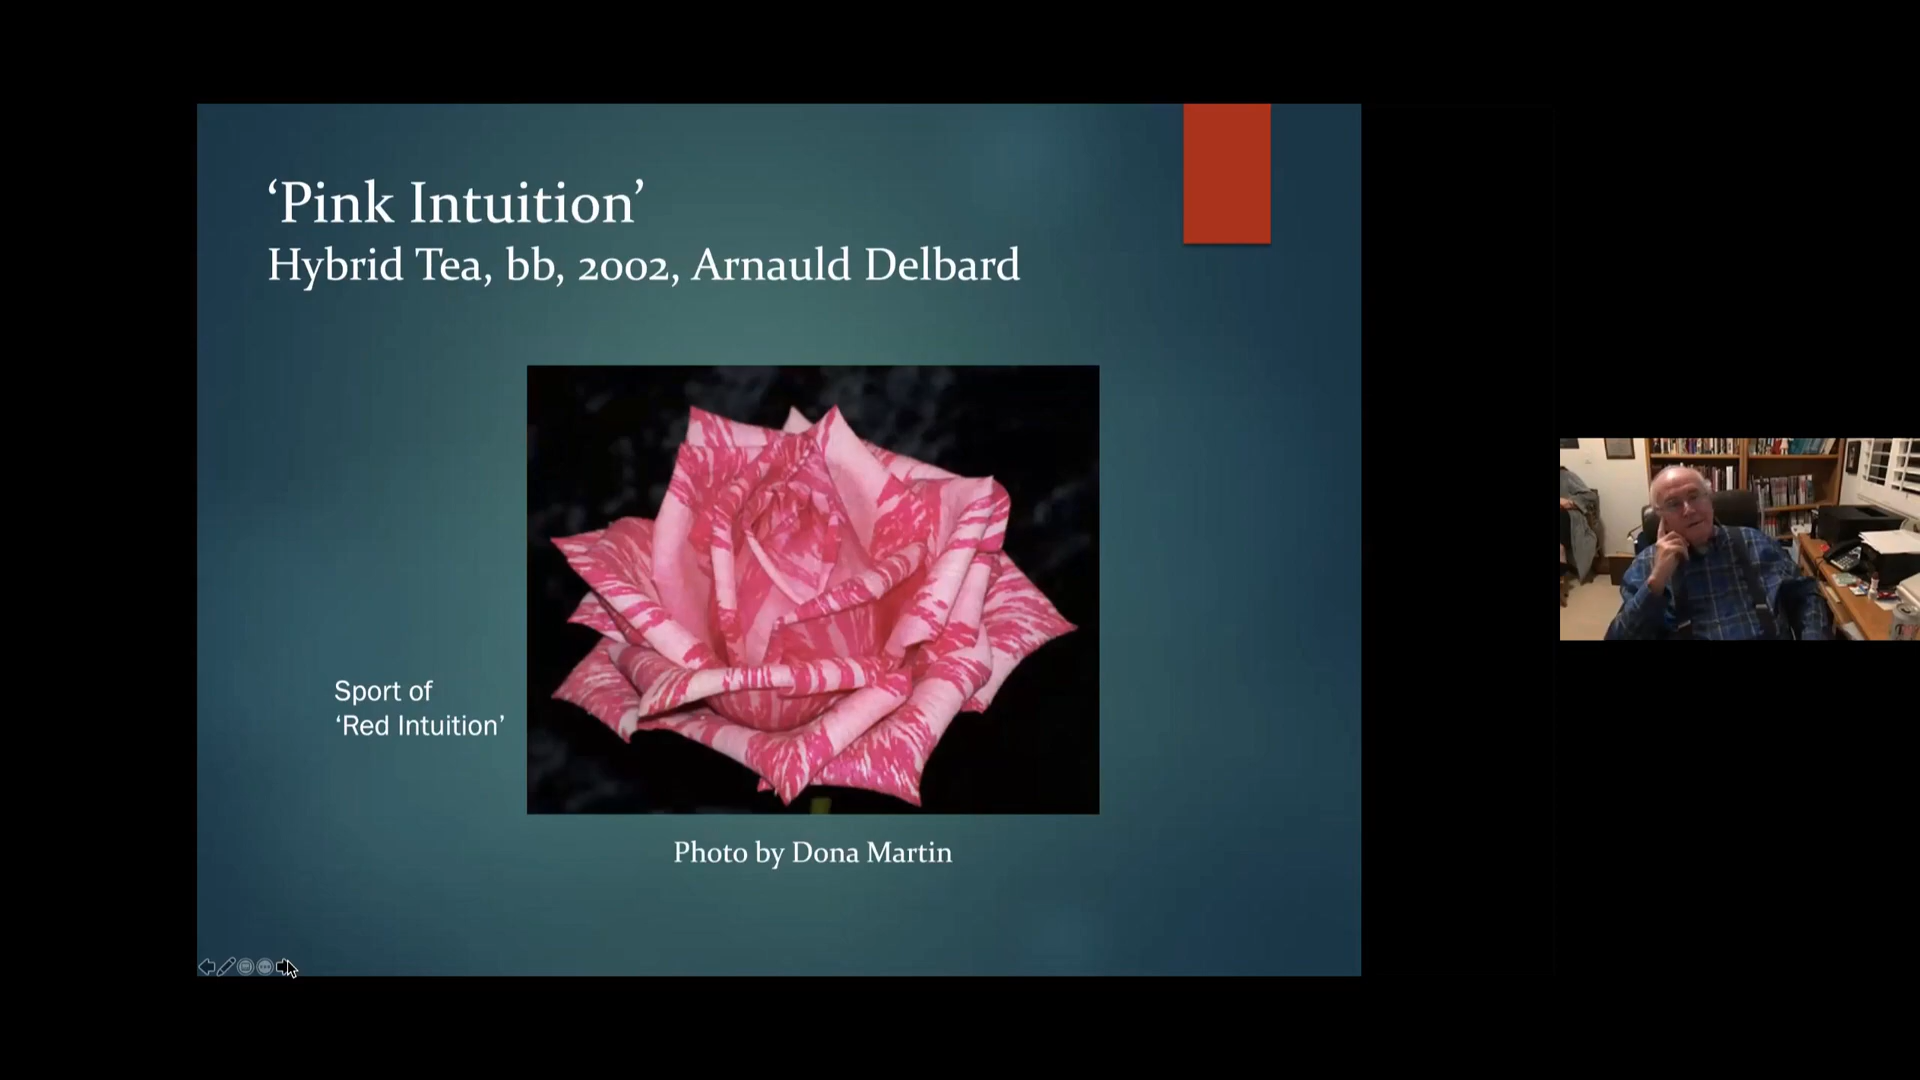 ‘Pink Intuition’
Hybrid Tea, bb, 2002, Arnauld Delbard
Sport of
‘Red Intuition’
Photo by Dona Martin